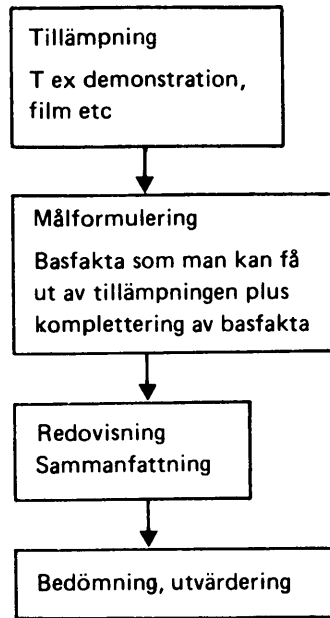 Tillämpning
T ex demonstration,
film etc
Målformulering
Basfakta som man kan få
ut av tillämpningen plus
komplettering av basfakta
Redovisning
Sammanfattning
Bedömning, utvärdering